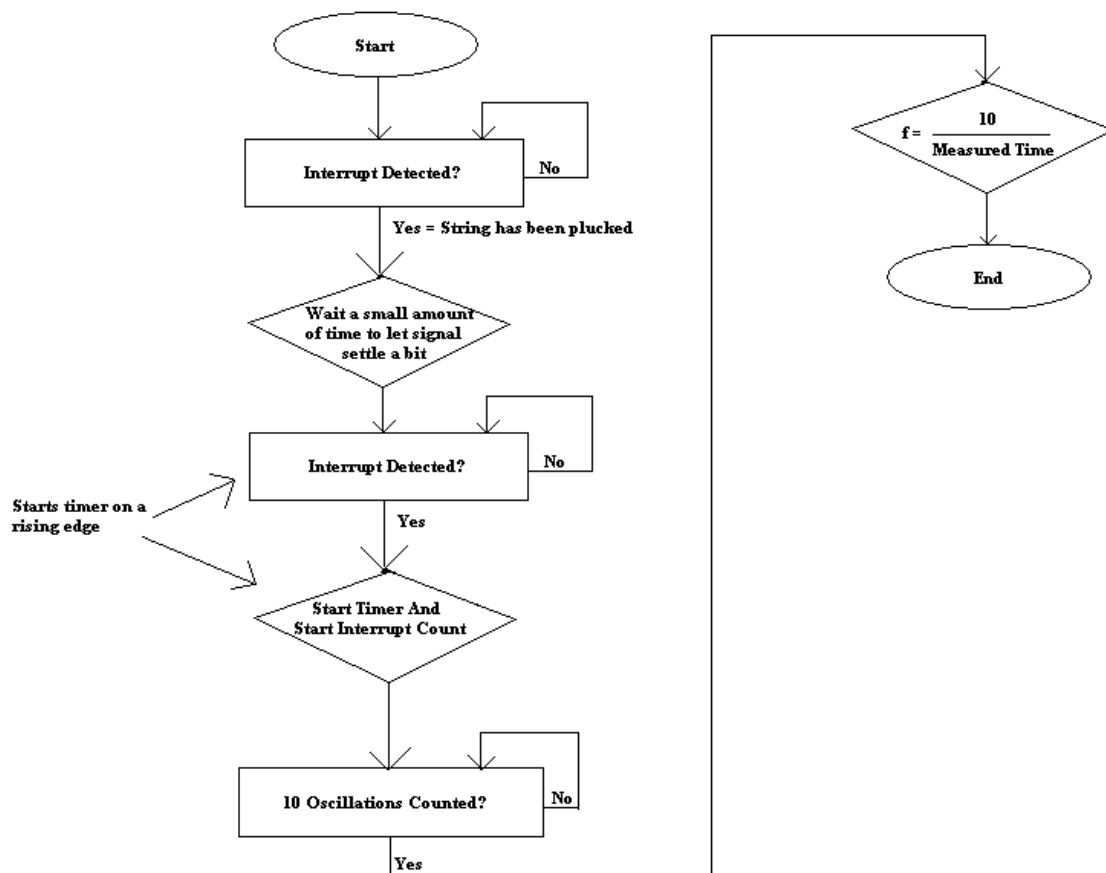 Start
Interrupt Detected?
No
Yes = String has been plucked
Wait a small amount
of time to let signal
settle a bit
Interrupt Detected?
No
Starts timer on a
rising edge
Yes
Start Timer And
Start Interrupt Count
10 Oscillations Counted?
No
Yes
f = 10
Measured Time
End